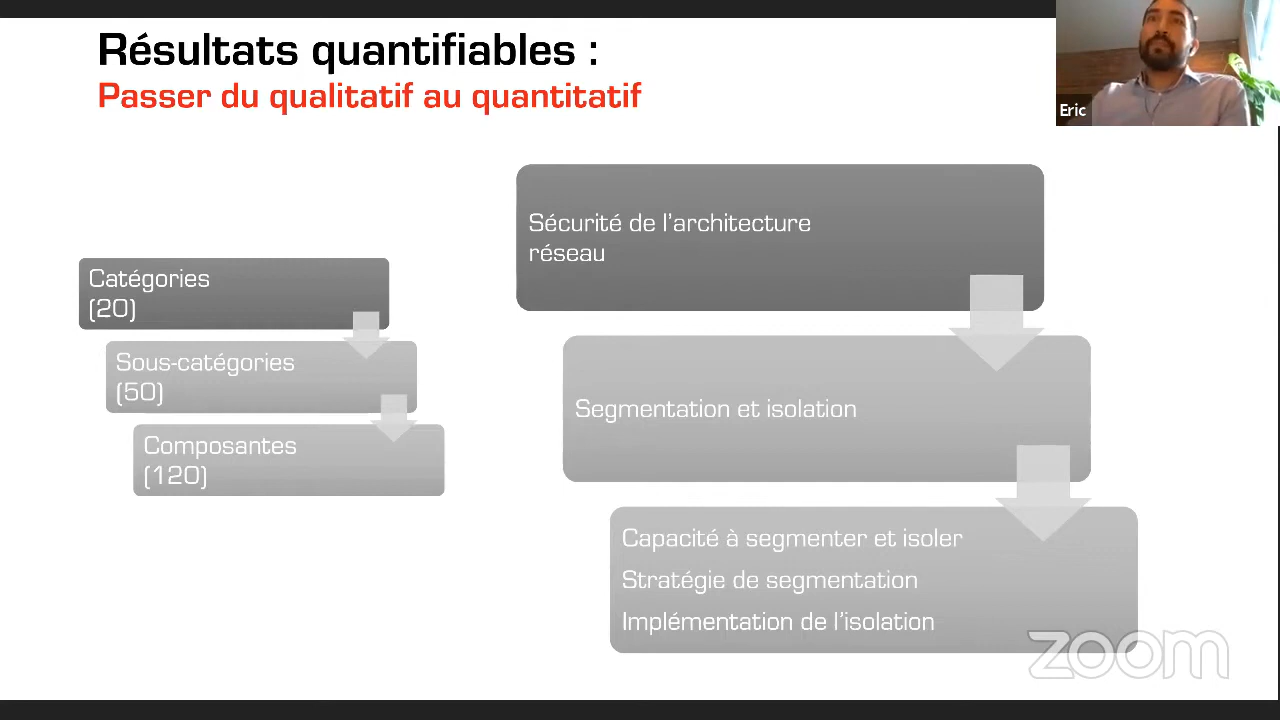 Résultats quantifiables :
Passer du qualitatif au quantitatif
Eric
Catégories
(20)
Sous-catégories
(50)
Composantes
(120)
Sécurité de l’architecture
réseau
Segmentation et isolation
Capacité à segmenter et isoler
Stratégie de segmentation
Implémentation de l’isolation
zoom